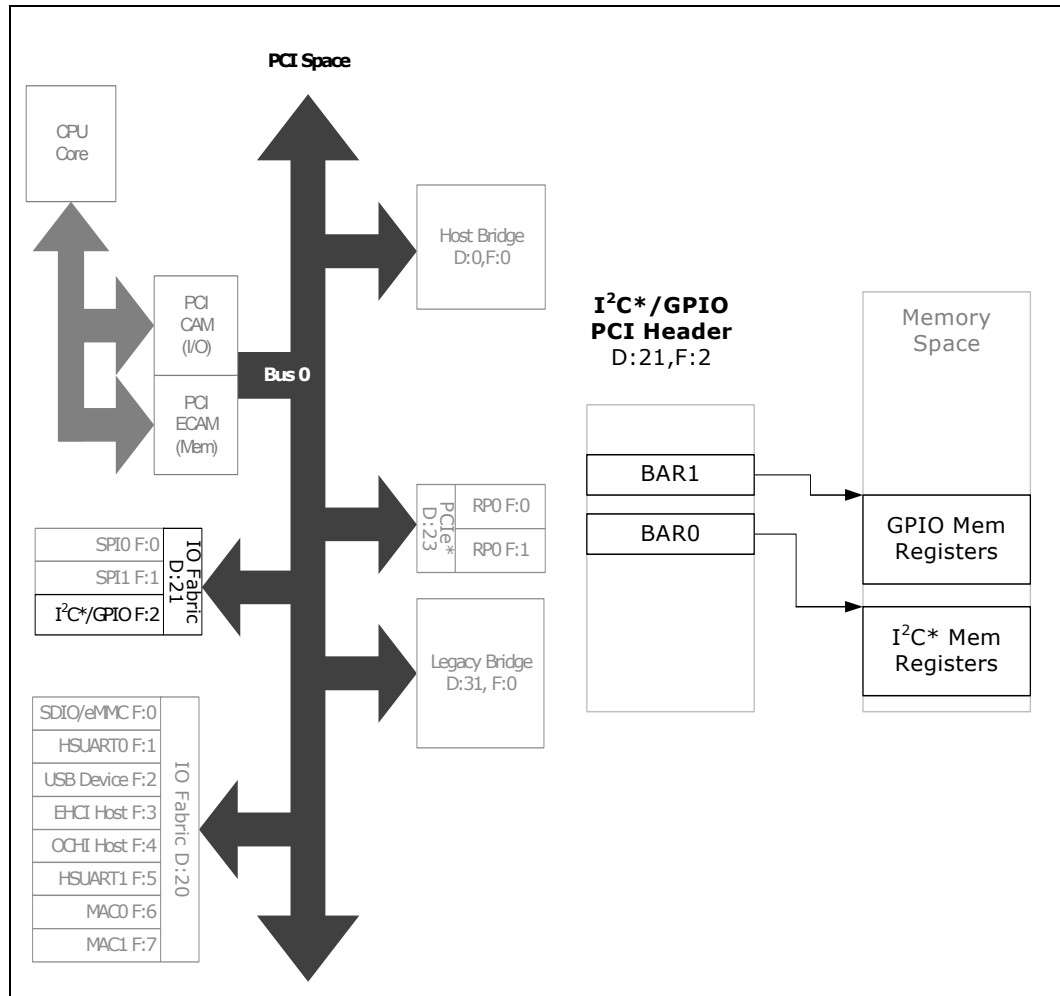 PCI Space
CPU
Core
Host Bridge
D:0,F:0
PCI
CAM
(I/O)
Bus 0
PCI
ECAM
(Mem)
I²C*/GPIO
PCI Header
D:21,F:2
Memory
Space
BAR1
BAR0
GPIO Mem
Registers
I²C* Mem
Registers
PCIe*
D:23
RP0 F:0
RP0 F:1
SPI0 F:0
SPI1 F:1
I²C*/GPIO F:2
IO Fabric
D:21
Legacy Bridge
D:31, F:0
SDIO/eMMC F:0
HSUART0 F:1
USB Device F:2
EHCI Host F:3
OCHI Host F:4
HSUART1 F:5
MAC0 F:6
MAC1 F:7
IO Fabric D:20